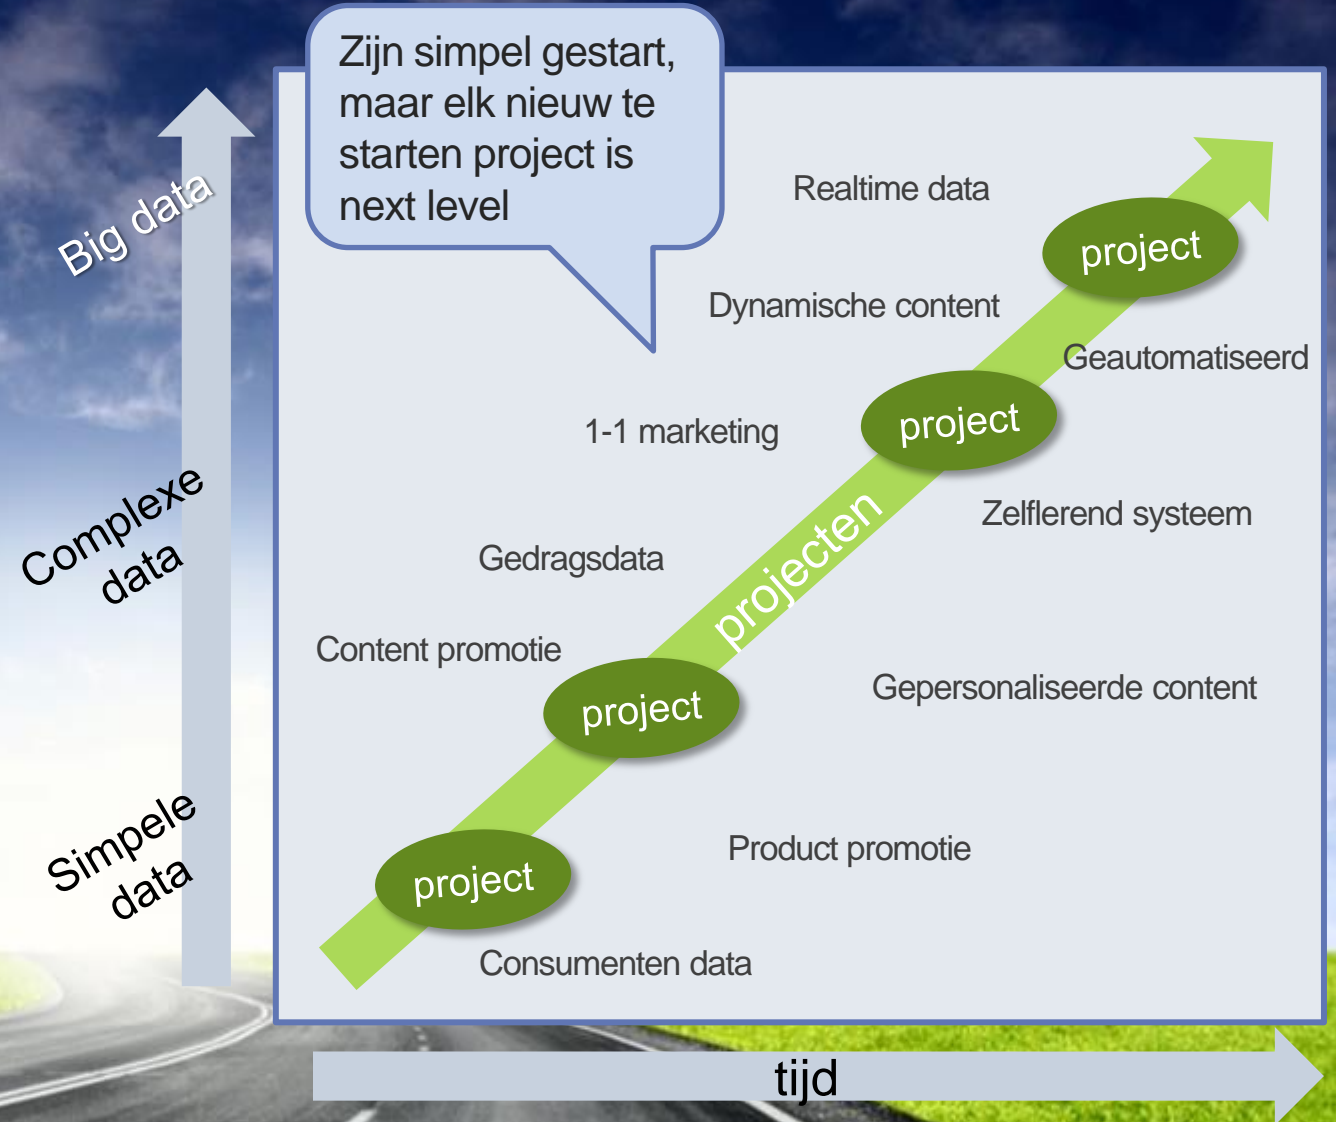 Zijn simpel gestart,
maar elk nieuw te
starten project is
next level
Big data
Complexe
data
Simpele
data
Realtime data
project
Dynamische content
Geautomatiseerd
project
1-1 marketing
Zelflerend systeem
projecten
Gedragsdata
Content promotie
Gepersonaliseerde content
project
Product promotie
project
Consumenten data
tijd